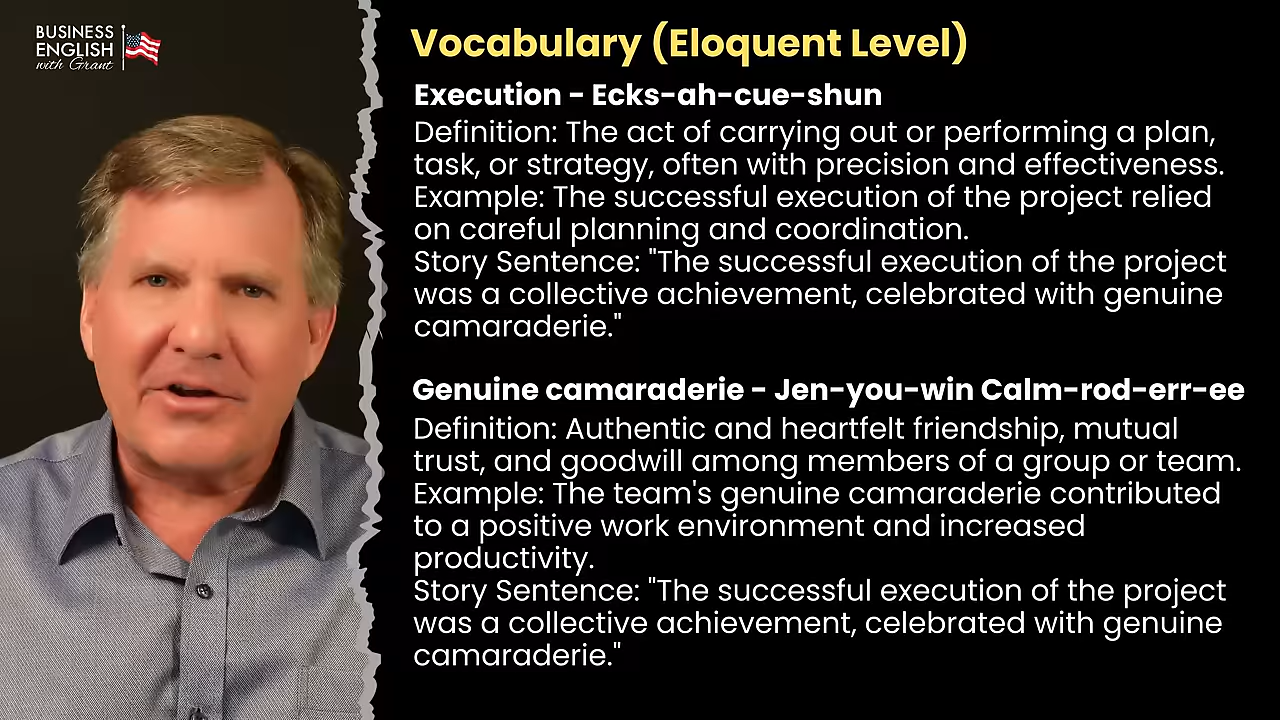 BUSINESS
ENGLISH
with Grant
Vocabulary (Eloquent Level)
Execution - Ecks-ah-cue-shun
Definition: The act of carrying out or performing a plan,
task, or strategy, often with precision and effectiveness.
Example: The successful execution of the project relied
on careful planning and coordination.
Story Sentence: "The successful execution of the project
was a collective achievement, celebrated with genuine
camaraderie."
Genuine camaraderie - Jen-you-win Calm-rod-err-ee
Definition: Authentic and heartfelt friendship, mutual
trust, and goodwill among members of a group or team.
Example: The team's genuine camaraderie contributed
to a positive work environment and increased
productivity.
Story Sentence: "The successful execution of the project
was a collective achievement, celebrated with genuine
camaraderie."